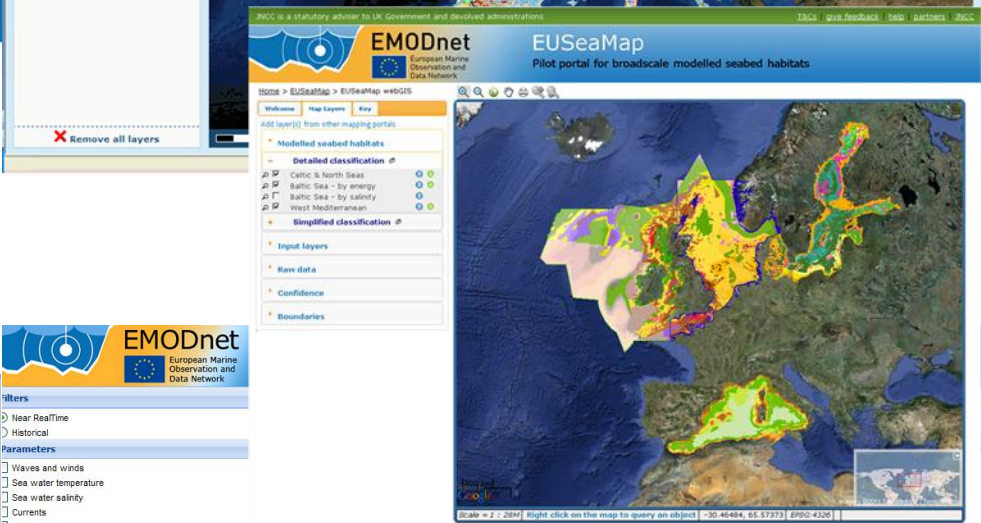 Remove all layers
JNCC is a statutory adviser to UK Government and devolved administrations
T&Cs | give feedback | help | partners | JNCC
EMODnet
European Marine
Observation and
Data Network
EUSeaMap
Pilot portal for broadscale modelled seabed habitats
Home > EUSeaMap > EUSeaMap webGIS
Welcome Map Layers Key
Add layer(s) from other mapping portals
Modelled seabed habitats
Detailed classification
Celtic & North Seas
Baltic Sea - by energy
Baltic Sea - by salinity
West Mediterranean
Simplified classification
Input layers
Raw data
Confidence
Boundaries
Google
Scale = 1 : 28M Right click on the map to query an object -30.46484, 65.57373 EPSG:4326
EMODnet
European Marine
Observation and
Data Network
Filters
Near RealTime
Historical
Parameters
Waves and winds
Sea water temperature
Sea water salinity
Currents